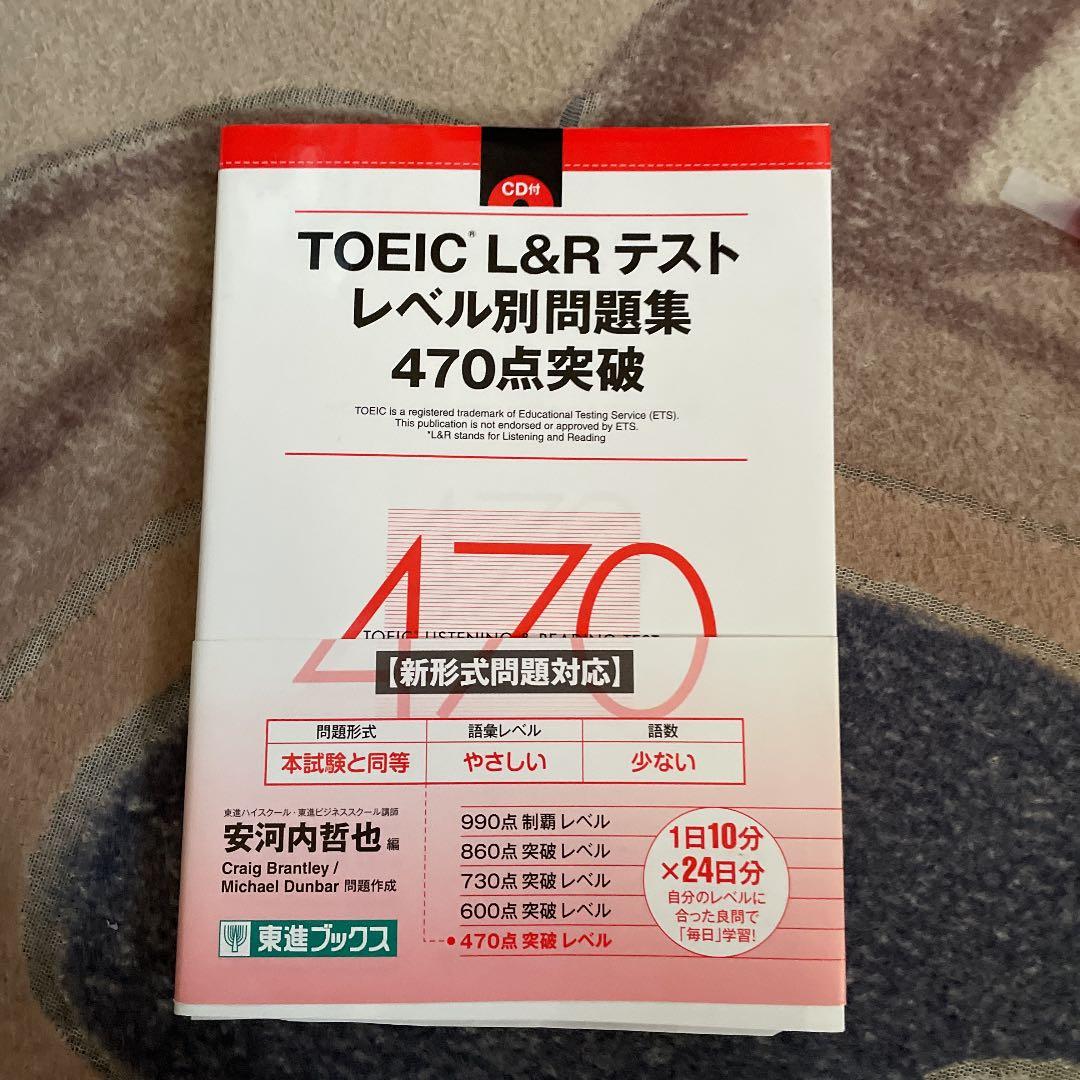 CD付
TOEIC® L&R テスト
レベル別問題集
470点突破
TOEIC is a registered trademark of Educational Testing Service (ETS).
This publication is not endorsed or approved by ETS.
*L&R stands for Listening and Reading
470
TOEIC® LISTENING & READING TEST
【新形式問題対応】
問題形式 語彙レベル 語数
本試験と同等 やさしい 少ない
東進ハイスクール・東進ビジネススクール講師
安河内哲也 編
Craig Brantley /
Michael Dunbar 問題作成
東進ブックス
990点 制覇 レベル
860点 突破 レベル
730点 突破 レベル
600点 突破 レベル
470点 突破 レベル
1日10分
×24日分
自分のレベルに
合った良問で
「毎日」学習!